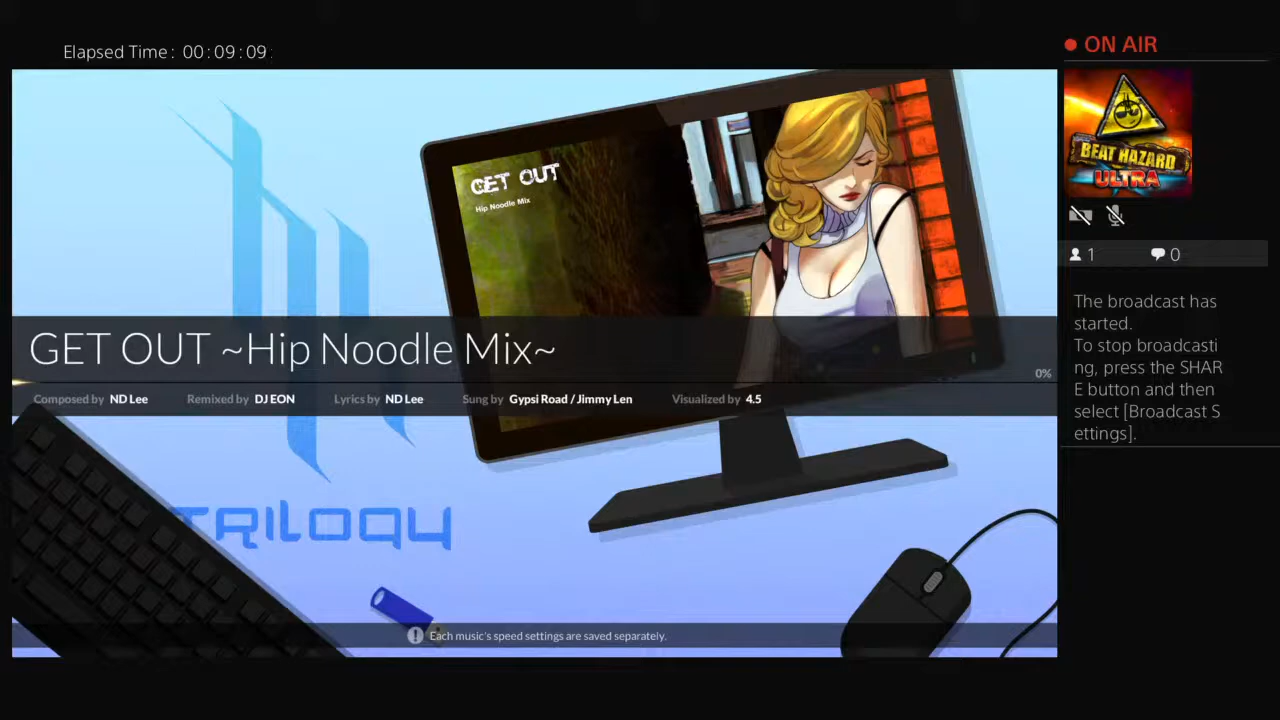 Elapsed Time: 00:09:09
ON AIR
BEAT HAZARD
ULTRA
1
0
The broadcast has
started.
To stop broadcasti
ng, press the SHAR
E button and then
select [Broadcast S
ettings].
GET OUT
Hip Noodle Mix
GET OUT ~Hip Noodle Mix~
0%
Composed by ND Lee
Remixed by DJ EON
Lyrics by ND Lee
Sung by Gypsi Road / Jimmy Len
Visualized by 4.5
TRILOGY
Each music's speed settings are saved separately.